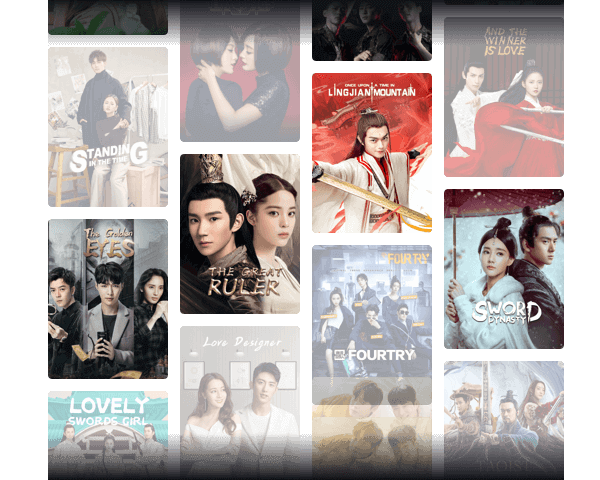 AND THE
WINNER
IS LOVE
ONCE UPON A TIME IN
LINGJIAN MOUNTAIN
STANDING
IN THE TIME
The Golden
EYES
THE GREAT
RULER
FOURTRY
FOURTRY
SWORD
DYNASTY
Love Designer
LOVELY
SWORDS GIRL